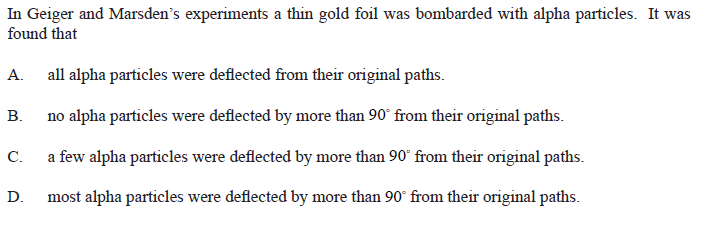 In Geiger and Marsden’s experiments a thin gold foil was bombarded with alpha particles. It was
found that
A. all alpha particles were deflected from their original paths.
B. no alpha particles were deflected by more than 90° from their original paths.
C. a few alpha particles were deflected by more than 90° from their original paths.
D. most alpha particles were deflected by more than 90° from their original paths.